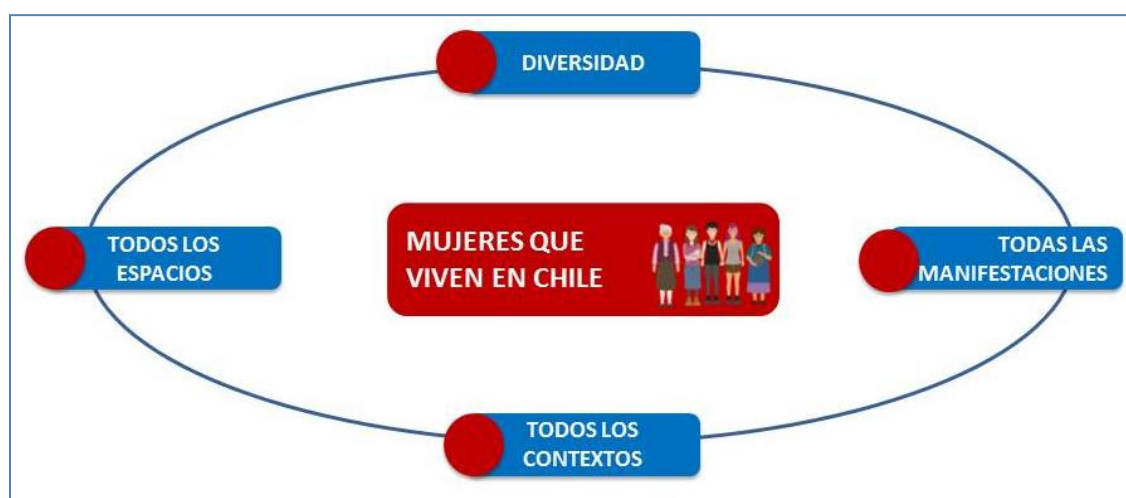 DIVERSIDAD
TODOS LOS
ESPACIOS
MUJERES QUE
VIVEN EN CHILE
TODAS LAS
MANIFESTACIONES
TODOS LOS
CONTEXTOS